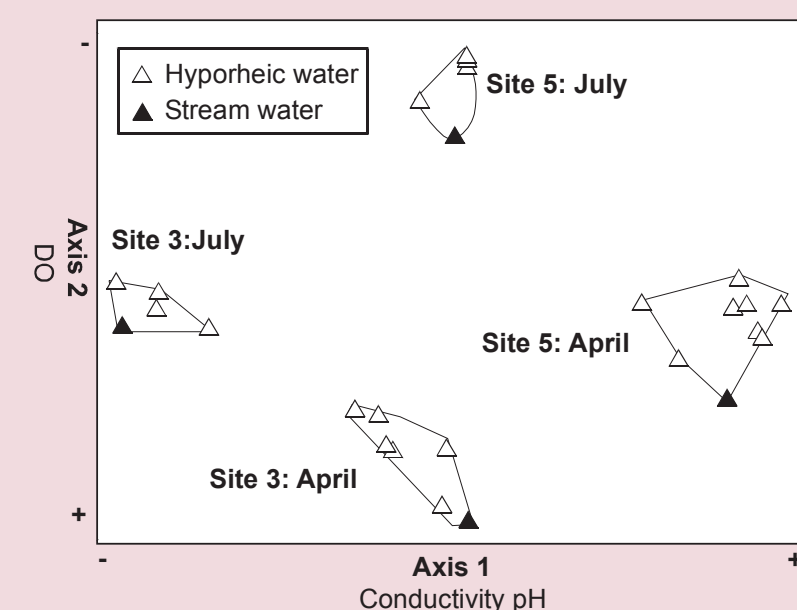 -
Hyporheic water
Stream water
Site 5: July
Site 3:July
Axis 2
DO
Site 5: April
Site 3: April
+
-
+
Axis 1
Conductivity pH